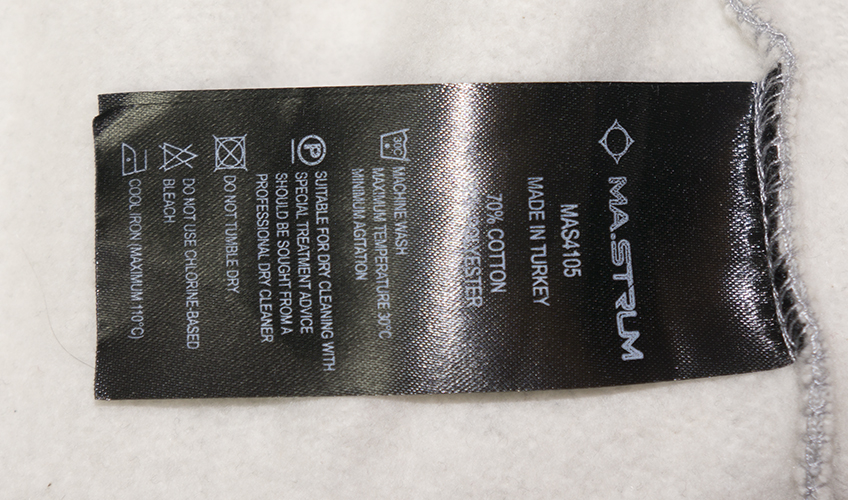 MA.STRUM
MAS4105
MADE IN TURKEY
70% COTTON
MACHINE WASH
MAXIMUM TEMPERATURE 30°C
MINIMUM AGITATION
P
SUITABLE FOR DRY CLEANING WITH
SPECIAL TREATMENT ADVICE
SHOULD BE SOUGHT FROM A
PROFESSIONAL DRY CLEANER
DO NOT TUMBLE DRY
DO NOT USE CHLORINE-BASED
BLEACH
COOL IRON (MAXIMUM 110°C)